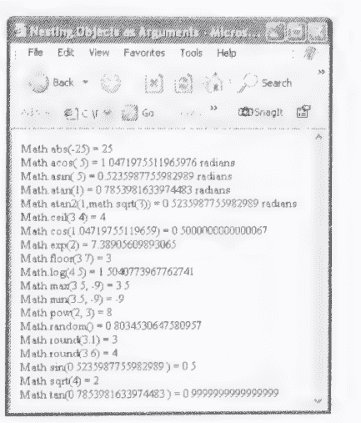 Nesting Objects as Arguments - Micros...
File Edit View Favorites Tools Help
Back Search
Go SnagIt
Math abs(-25) = 25
Math acos( 5) = 1 0471975511965976 radians
Math asin( 5) = 0.5235987755982989 radians
Math atan(1) = 0 7853981633974483 radians
Math atan2(1,math sqrt(3)) = 0 5235987755982989 radians
Math ceil(3 4) = 4
Math cos(1.04719755119659) = 0.5000000000000067
Math exp(2) = 7.38905609893065
Math floor(3 7) = 3
Math.log(4 5) = 1 5040773967762741
Math max(3 5, -9) = 3 5
Math min(3.5, -9) = -9
Math pow(2, 3) = 8
Math random() = 0 8034530647580957
Math round(3.1) = 3
Math round(3 6) = 4
Math sin(0 5235987755982989 ) = 0 5
Math sqrt(4) = 2
Math tan(0 7853981633974483 ) = 0 9999999999999999